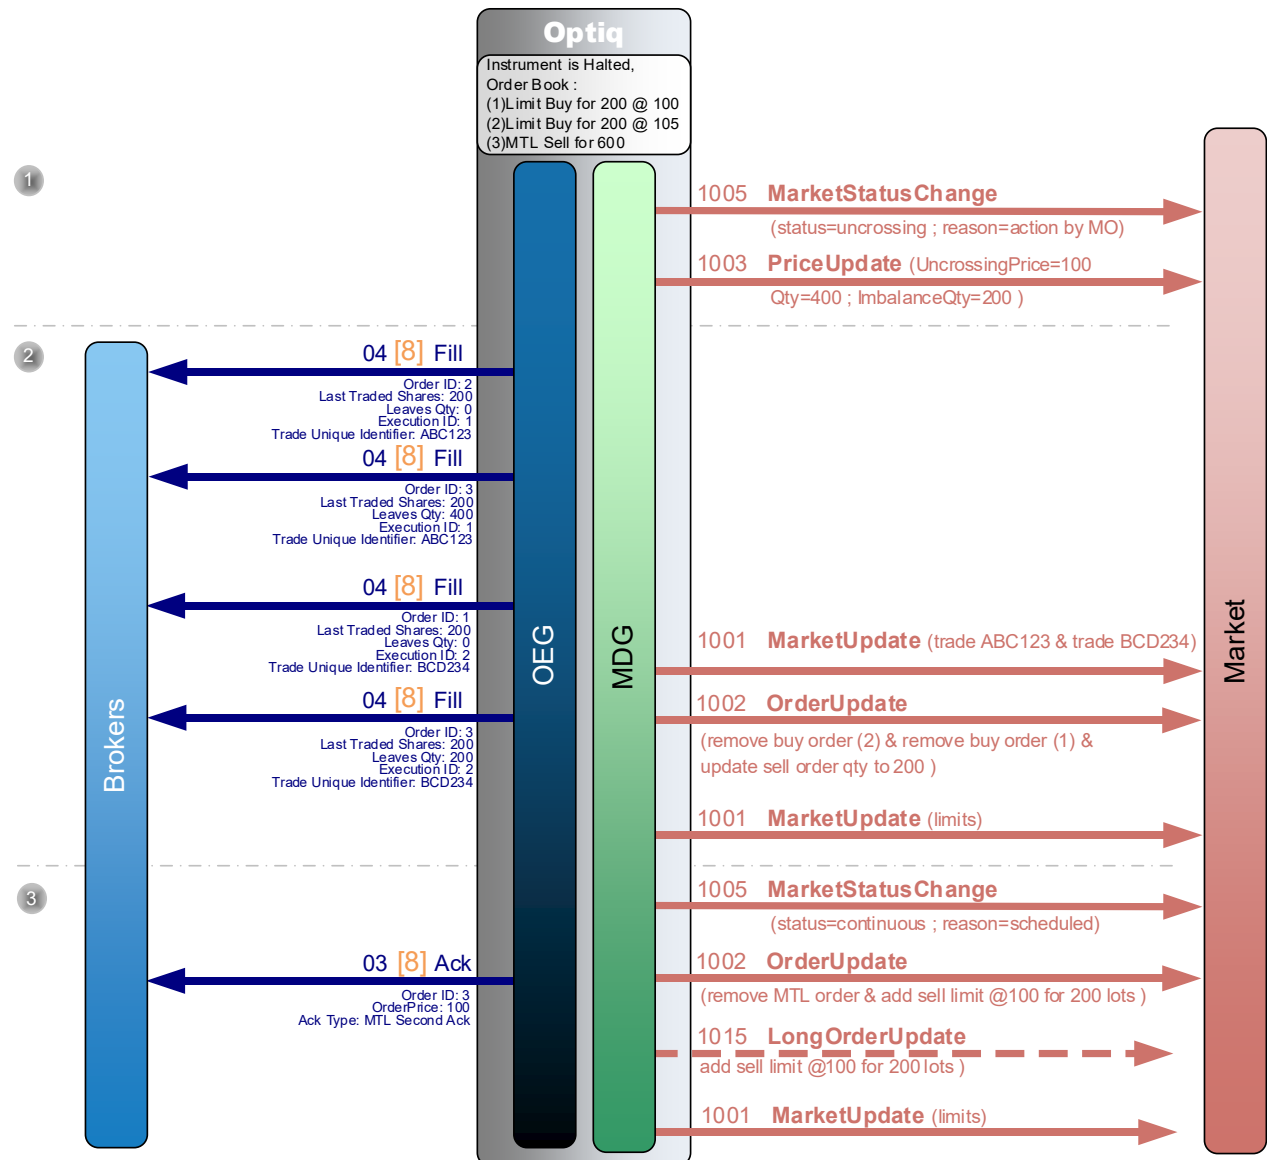 Optiq
Instrument is Halted,
Order Book :
(1)Limit Buy for 200 @ 100
(2)Limit Buy for 200 @ 105
(3)MTL Sell for 600
1
1005 MarketStatusChange
(status=uncrossing ; reason=action by MO)
1003 PriceUpdate (UncrossingPrice=100
Qty=400 ; ImbalanceQty=200 )
2
04 [8] Fill
Order ID: 2
Last Traded Shares: 200
Leaves Qty: 0
Execution ID: 1
Trade Unique Identifier: ABC123
04 [8] Fill
Order ID: 3
Last Traded Shares: 200
Leaves Qty: 400
Execution ID: 1
Trade Unique Identifier: ABC123
04 [8] Fill
Order ID: 1
Last Traded Shares: 200
Leaves Qty: 0
Execution ID: 2
Trade Unique Identifier: BCD234
04 [8] Fill
Order ID: 3
Last Traded Shares: 200
Leaves Qty: 200
Execution ID: 2
Trade Unique Identifier: BCD234
Brokers
OEG
MDG
Market
1001 MarketUpdate (trade ABC123 & trade BCD234)
1002 OrderUpdate
(remove buy order (2) & remove buy order (1) &
update sell order qty to 200 )
1001 MarketUpdate (limits)
3
1005 MarketStatusChange
(status=continuous ; reason=scheduled)
03 [8] Ack
Order ID: 3
OrderPrice: 100
Ack Type: MTL Second Ack
1002 OrderUpdate
(remove MTL order & add sell limit @100 for 200 lots )
1015 LongOrderUpdate
add sell limit @100 for 200 lots )
1001 MarketUpdate (limits)